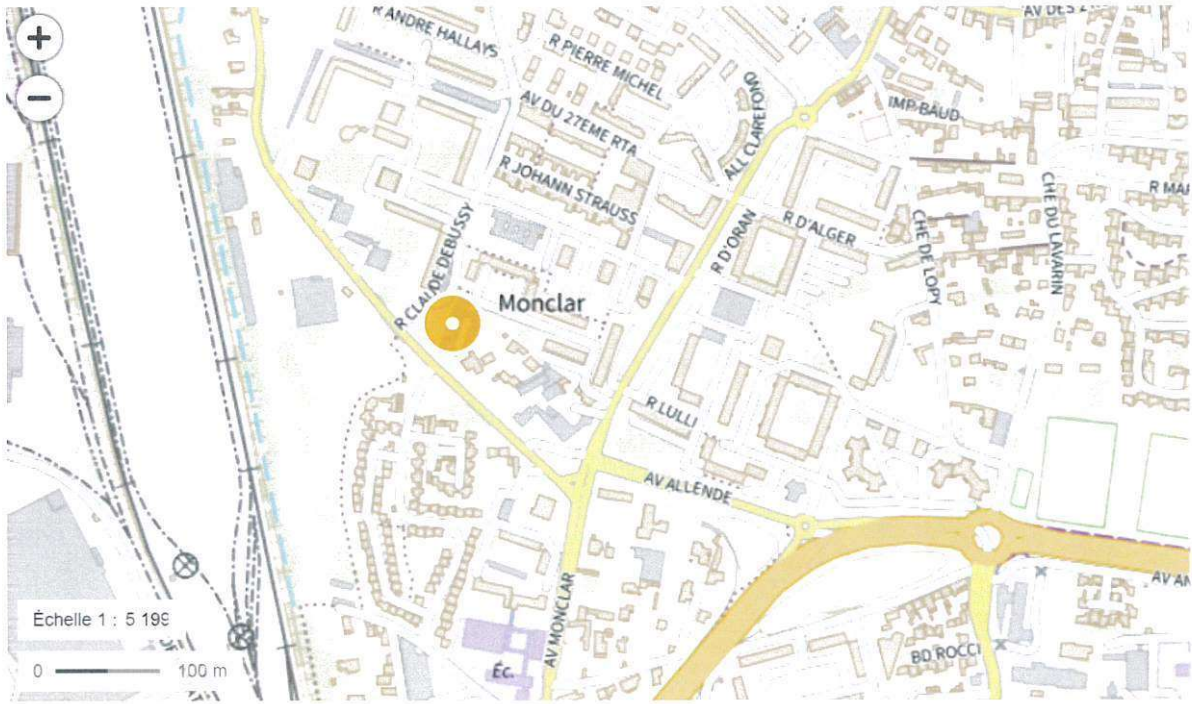 R ANDRE HALLAYS
R PIERRE MICHEL
AV DU 27EME RTA
R JOHANN STRAUSS
ALL CLAREFOND
IMP BAUD
R D'ORAN
R D'ALGER
CHE DE LOPY
CHE DU LAVARIN
R CLAUDE DEBUSSY
Monclar
R LULLI
AV ALLENDE
AV MONCLAR
Éc.
BD ROCCI
Échelle 1 : 5 199
0 100 m